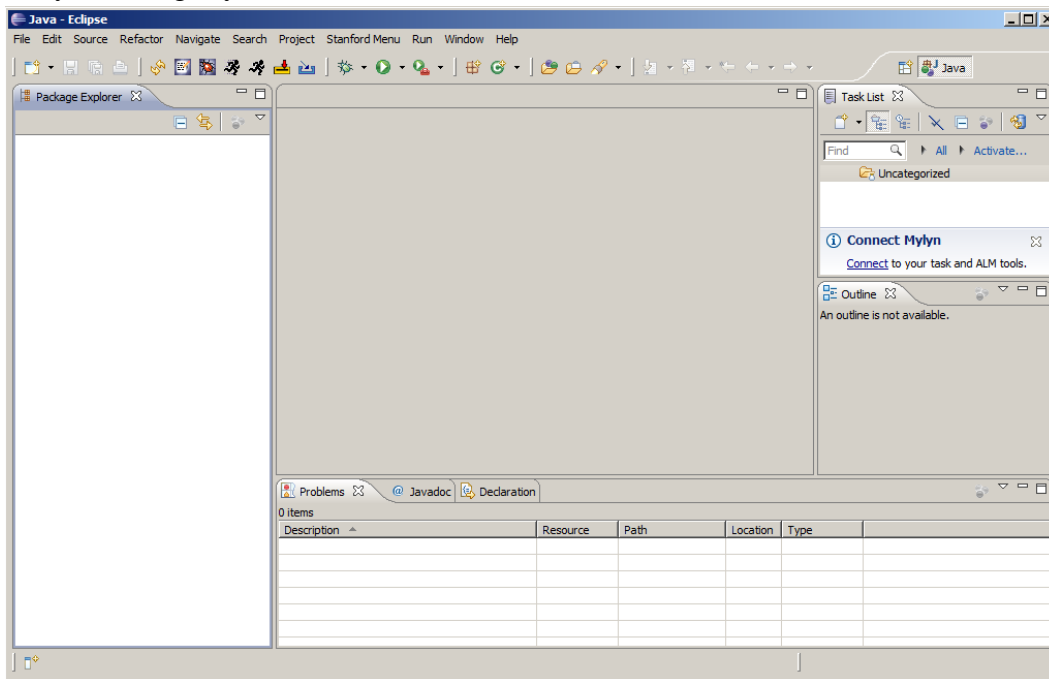 Java - Eclipse
File Edit Source Refactor Navigate Search Project Stanford Menu Run Window Help
Java
Package Explorer
Task List
Find All Activate...
Uncategorized
Connect Mylyn
Connect to your task and ALM tools.
Outline
An outline is not available.
Problems @ Javadoc Declaration
0 items
Description Resource Path Location Type